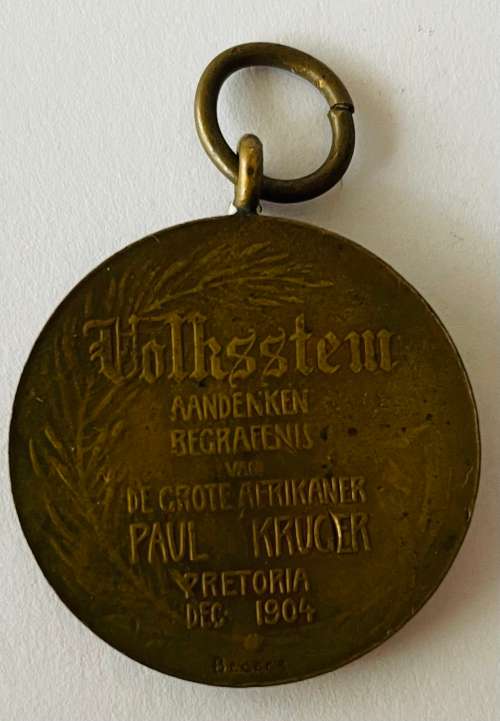 Volksstem
AANDENKEN
BEGRAFENIS
VAN
DE GROTE AFRIKANER
PAUL KRUGER
PRETORIA
DEC 1904